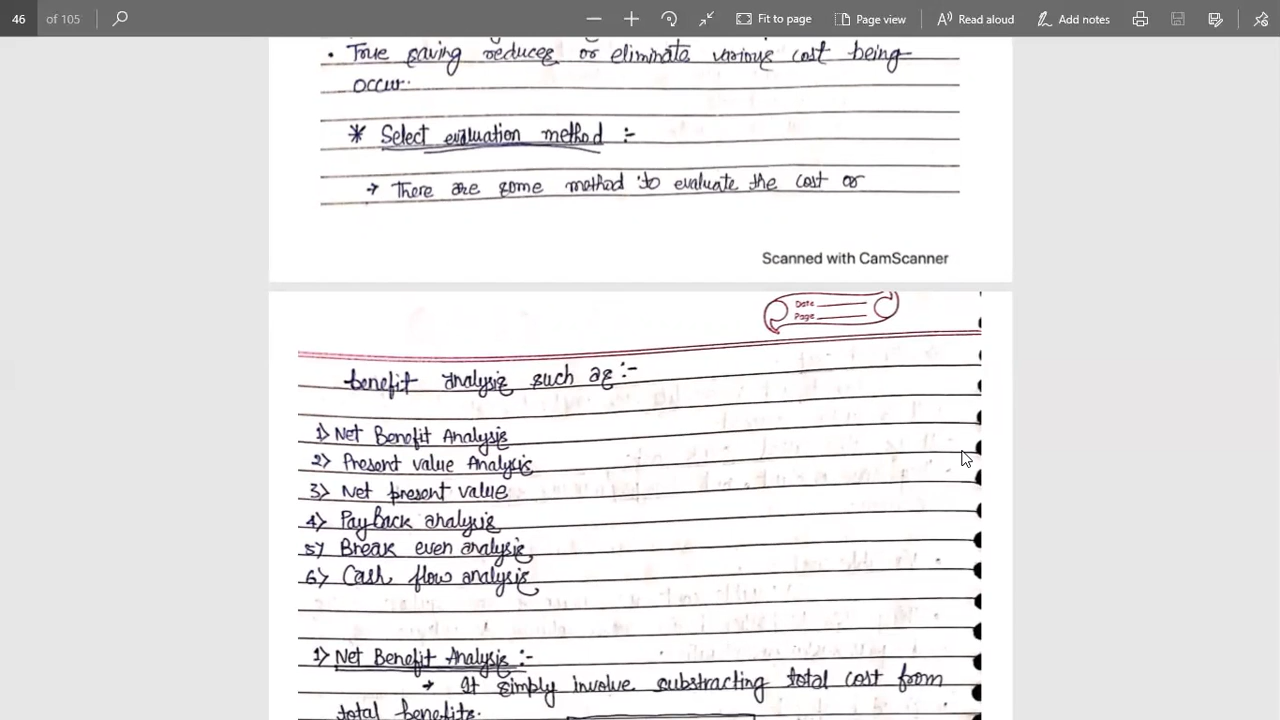 46 of 105
Fit to page
Page view
Read aloud
Add notes
• True saving reduces or eliminate various cost being
occur.
* Select evaluation method :-
→ There are some method to evaluate the cost or
Scanned with CamScanner
Date
Page
benefit analysis such as :-
1) Net Benefit Analysis
2) Present value Analysis
3) Net present value
4) PayBack analysis
5) Break even analysis
6) Cash flow analysis
1) Net Benefit Analysis :-
→ It simply involve substracting total cost from
total benefits.